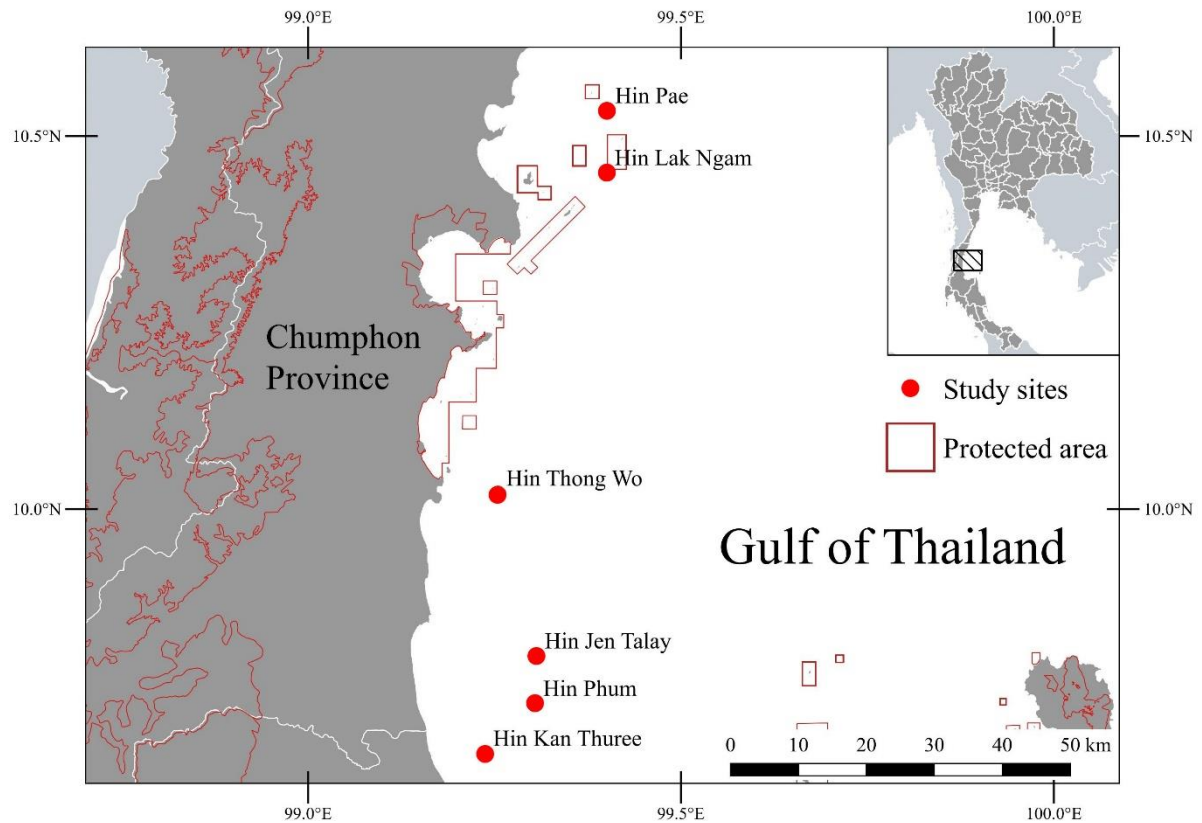 99.0°E
99.5°E
100.0°E
10.5°N
10.5°N
Hin Pae
Hin Lak Ngam
Chumphon
Province
Study sites
Protected area
Hin Thong Wo
10.0°N
10.0°N
Gulf of Thailand
Hin Jen Talay
Hin Phum
Hin Kan Thuree
0 10 20 30 40 50 km
99.0°E
99.5°E
100.0°E